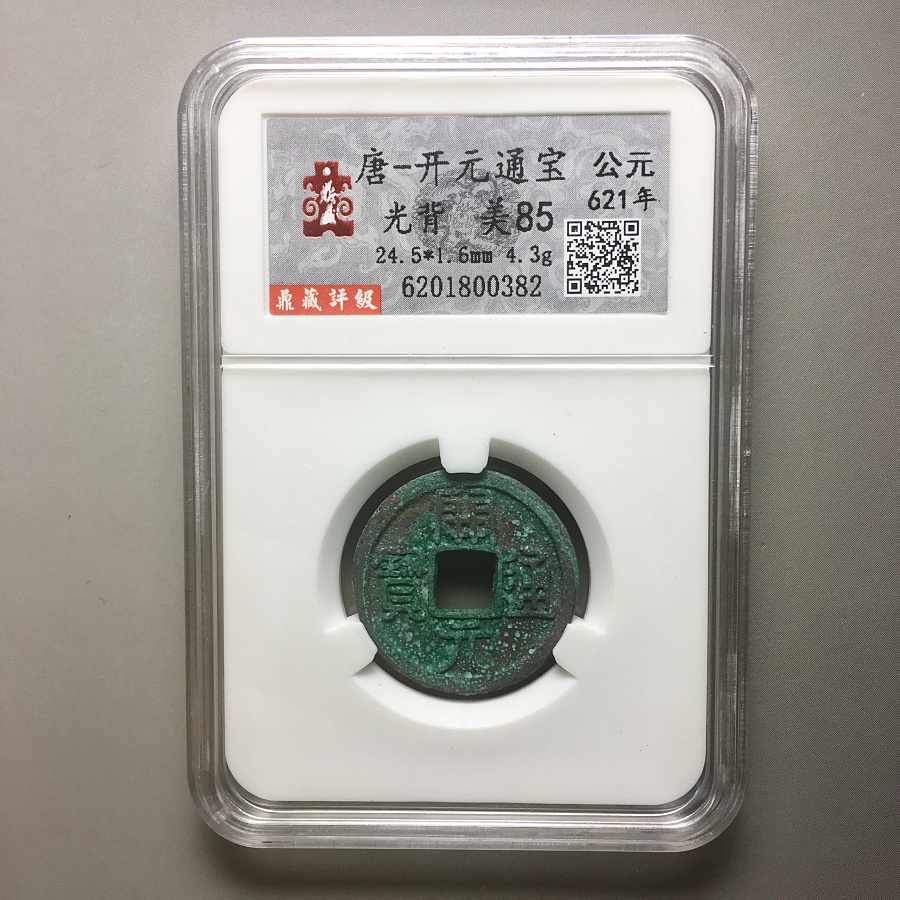 唐-开元通宝 公元
621年
光背 美85
24.5*1.6mm 4.3g
6201800382
鼎藏評級
開
寶 通
元